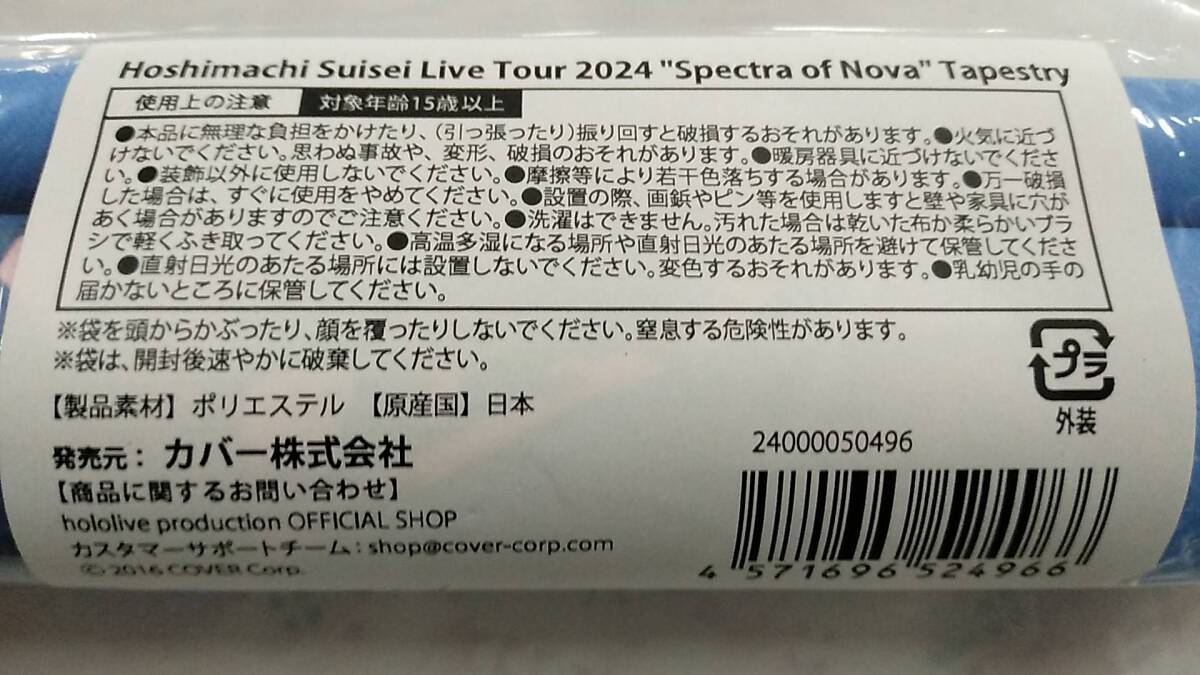 Hoshimachi Suisei Live Tour 2024 "Spectra of Nova" Tapestry
使用上の注意 対象年齢15歳以上
●本品に無理な負担をかけたり、(引っ張ったり)振り回すと破損するおそれがあります。●火気に近づ
けないでください。思わぬ事故や、変形、破損のおそれがあります。●暖房器具に近づけないでくださ
い。●装飾以外に使用しないでください。●摩擦等により若干色落ちする場合があります。●万一破損
した場合は、すぐに使用をやめてください。●設置の際、画鋲やピン等を使用しますと壁や家具に穴が
あく場合がありますのでご注意ください。●洗濯はできません。汚れた場合は乾いた布か柔らかいブラ
シで軽くふき取ってください。●高温多湿になる場所や直射日光のあたる場所を避けて保管してくださ
い。●直射日光のあたる場所には設置しないでください。変色するおそれがあります。●乳幼児の手の
届かないところに保管してください。
※袋を頭からかぶったり、顔を覆ったりしないでください。窒息する危険性があります。
※袋は、開封後速やかに破棄してください。
プラ
外装
【製品素材】ポリエステル 【原産国】日本
発売元：カバー株式会社
【商品に関するお問い合わせ】
hololive production OFFICIAL SHOP
カスタマーサポートチーム：shop@cover-corp.com
© 2016 COVER Corp.
24000050496
4 571696 524966